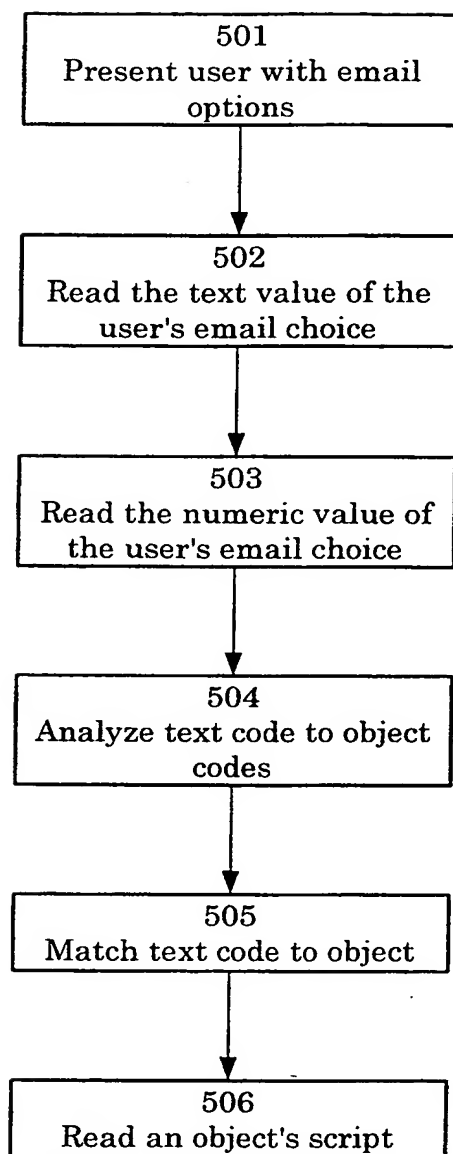 501
Present user with email
options
502
Read the text value of the
user's email choice
503
Read the numeric value of
the user's email choice
504
Analyze text code to object
codes
505
Match text code to object
506
Read an object's script